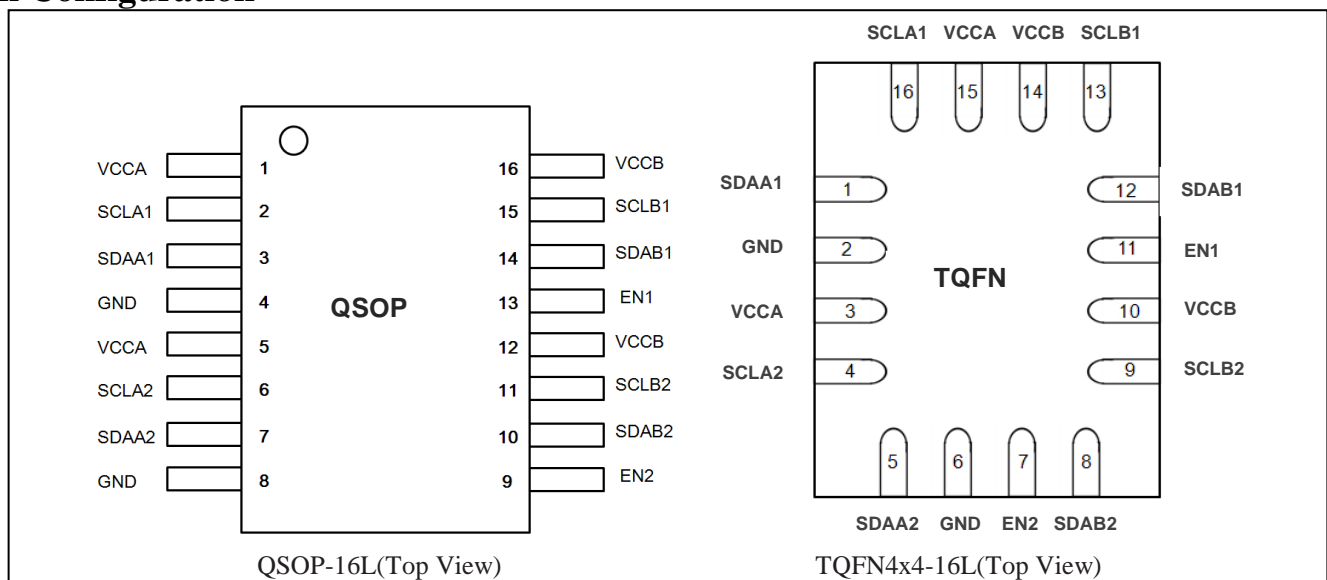 VCCA 1 16 VCCB
SCLA1 2 15 SCLB1
SDAA1 3 14 SDAB1
GND 4 13 EN1
QSOP
VCCA 5 12 VCCB
SCLA2 6 11 SCLB2
SDAA2 7 10 SDAB2
GND 8 9 EN2
QSOP-16L(Top View)
SCLA1 VCCA VCCB SCLB1
16 15 14 13
SDAA1 1 12 SDAB1
GND 2 11 EN1
TQFN
VCCA 3 10 VCCB
SCLA2 4 9 SCLB2
5 6 7 8
SDAA2 GND EN2 SDAB2
TQFN4x4-16L(Top View)